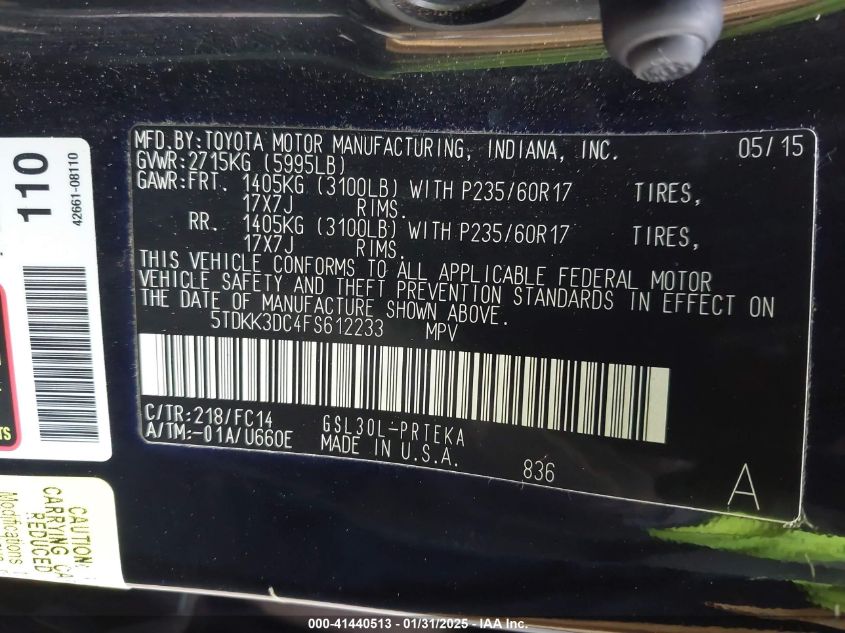 MFD.BY:TOYOTA MOTOR MANUFACTURING, INDIANA, INC. 05/15
GVWR:2715KG (5995LB)
GAWR:FRT. 1405KG (3100LB) WITH P235/60R17 TIRES,
17X7J RIMS.
RR. 1405KG (3100LB) WITH P235/60R17 TIRES,
17X7J RIMS.
THIS VEHICLE CONFORMS TO ALL APPLICABLE FEDERAL MOTOR
VEHICLE SAFETY AND THEFT PREVENTION STANDARDS IN EFFECT ON
THE DATE OF MANUFACTURE SHOWN ABOVE.
5TDKK3DC4FS612233 MPV
C/TR:218/FC14 GSL30L-PRTEKA
A/TM:-01A/U660E MADE IN U.S.A. 836 A
110
42661-08110
CAUTION:
CARRYING CA
REDUCED
Modifications
000-41440513 - 01/31/2025 - IAA Inc.